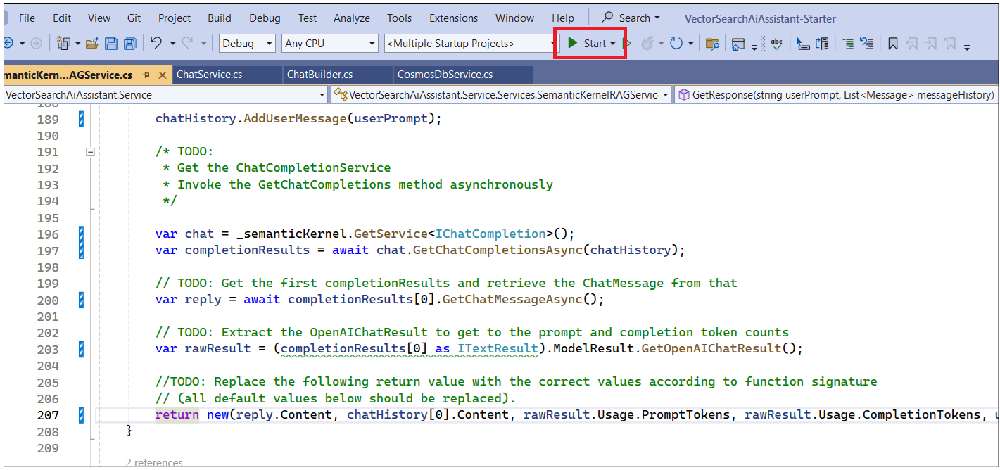 File Edit View Git Project Build Debug Test Analyze Tools Extensions Window Help Search VectorSearchAiAssistant-Starter
Debug Any CPU <Multiple Startup Projects> Start
manticKern...AGService.cs ChatService.cs ChatBuilder.cs CosmosDbService.cs
VectorSearchAiAssistant.Service VectorSearchAiAssistant.Service.Services.SemanticKernelRAGServic GetResponse(string userPrompt, List<Message> messageHistory)
188
189 chatHistory.AddUserMessage(userPrompt);
190
191 /* TODO:
192 * Get the ChatCompletionService
193 * Invoke the GetChatCompletions method asynchronously
194 */
195
196 var chat = _semanticKernel.GetService<IChatCompletion>();
197 var completionResults = await chat.GetChatCompletionsAsync(chatHistory);
198
199 // TODO: Get the first completionResults and retrieve the ChatMessage from that
200 var reply = await completionResults[0].GetChatMessageAsync();
201
202 // TODO: Extract the OpenAIChatResult to get to the prompt and completion token counts
203 var rawResult = (completionResults[0] as ITextResult).ModelResult.GetOpenAIChatResult();
204
205 //TODO: Replace the following return value with the correct values according to function signature
206 // (all default values below should be replaced).
207 return new(reply.Content, chatHistory[0].Content, rawResult.Usage.PromptTokens, rawResult.Usage.CompletionTokens,
208 }
209
2 references